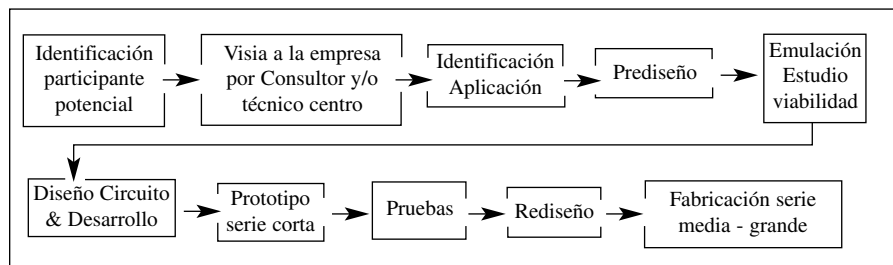 Identificación
participante
potencial
Visia a la empresa
por Consultor y/o
técnico centro
Identificación
Aplicación
Prediseño
Emulación
Estudio
viabilidad
Diseño Circuito
& Desarrollo
Prototipo
serie corta
Pruebas
Rediseño
Fabricación serie
media - grande